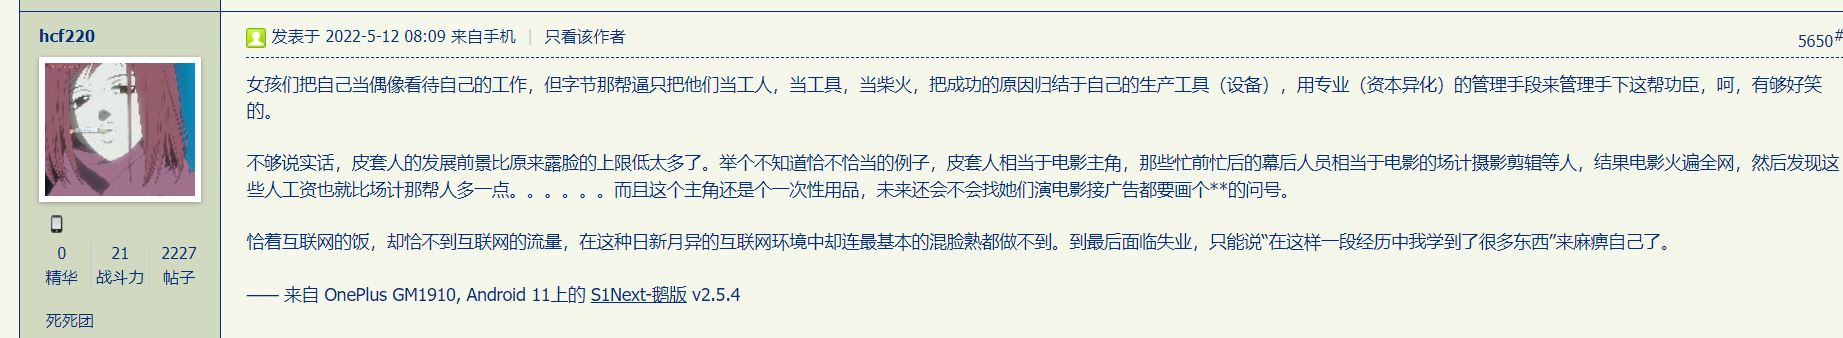 hcf220
发表于 2022-5-12 08:09 来自手机 | 只看该作者
5650#
女孩们把自己当偶像看待自己的工作，但字节那帮逼只把他们当工人，当工具，当柴火，把成功的原因归结于自己的生产工具（设备），用专业（资本异化）的管理手段来管理手下这帮功臣，呵，有够好笑
的。
不够说实话，皮套人的发展前景比原来露脸的上限低太多了。举个不知道恰不恰当的例子，皮套人相当于电影主角，那些忙前忙后的幕后人员相当于电影的场计摄影剪辑等人，结果电影火遍全网，然后发现这
些人工资也就比场计那帮人多一点。。。。。。而且这个主角还是个一次性用品，未来还会不会找她们演电影接广告都要画个**的问号。
恰着互联网的饭，却恰不到互联网的流量，在这种日新月异的互联网环境中却连最基本的混脸熟都做不到。到最后面临失业，只能说“在这样一段经历中我学到了很多东西”来麻痹自己了。
—— 来自 OnePlus GM1910, Android 11上的 S1Next-鹅版 v2.5.4
0 21 2227
精华 战斗力 帖子
死死团